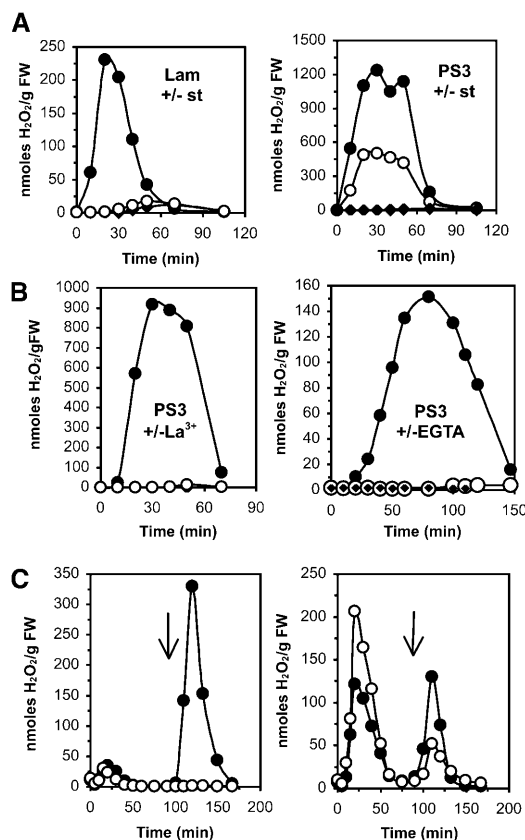 A
nmoles H₂O₂/g FW
250
200
150
100
50
0
Lam
+/- st
0 30 60 90 120
Time (min)
nmoles H₂O₂/g FW
1500
1200
900
600
300
0
PS3
+/- st
0 30 60 90 120
Time (min)
B
nmoles H₂O₂/gFW
1000
900
800
700
600
500
400
300
200
100
0
PS3
+/-La³⁺
0 30 60 90
Time (min)
nmoles H₂O₂/g FW
160
140
120
100
80
60
40
20
0
PS3
+/-EGTA
0 50 100 150
Time (min)
C
nmoles H₂O₂/g FW
350
300
250
200
150
100
50
0
0 50 100 150 200
Time (min)
nmoles H₂O₂/g FW
250
200
150
100
50
0
0 50 100 150 200
Time (min)